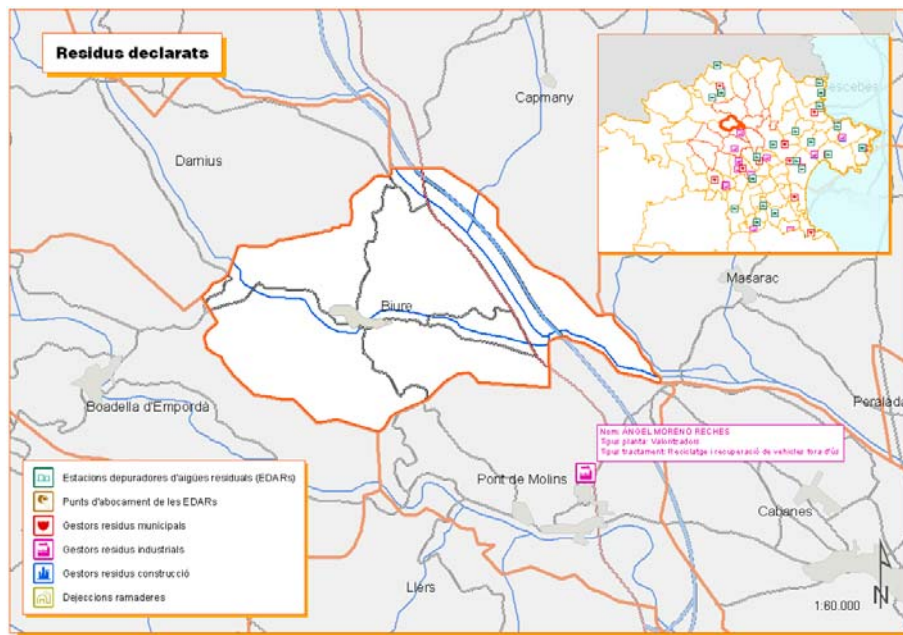 Residus declarats
Capmany
Darnius
Masarac
Biure
Boadella d'Empordà
Peralada
Nom: ÀNGEL MORENO RECHES
Tipus planta: Valoritzadors
Tipus tractament: Reciclatge i recuperació de vehicles fora d'ús
Pont de Molins
Cabanes
Llers
Estacions depuradores d'aigües residuals (EDARs)
Punts d'abocament de les EDARs
Gestors residus municipals
Gestors residus industrials
Gestors residus construcció
Dejeccions ramaderes
N
1:60.000